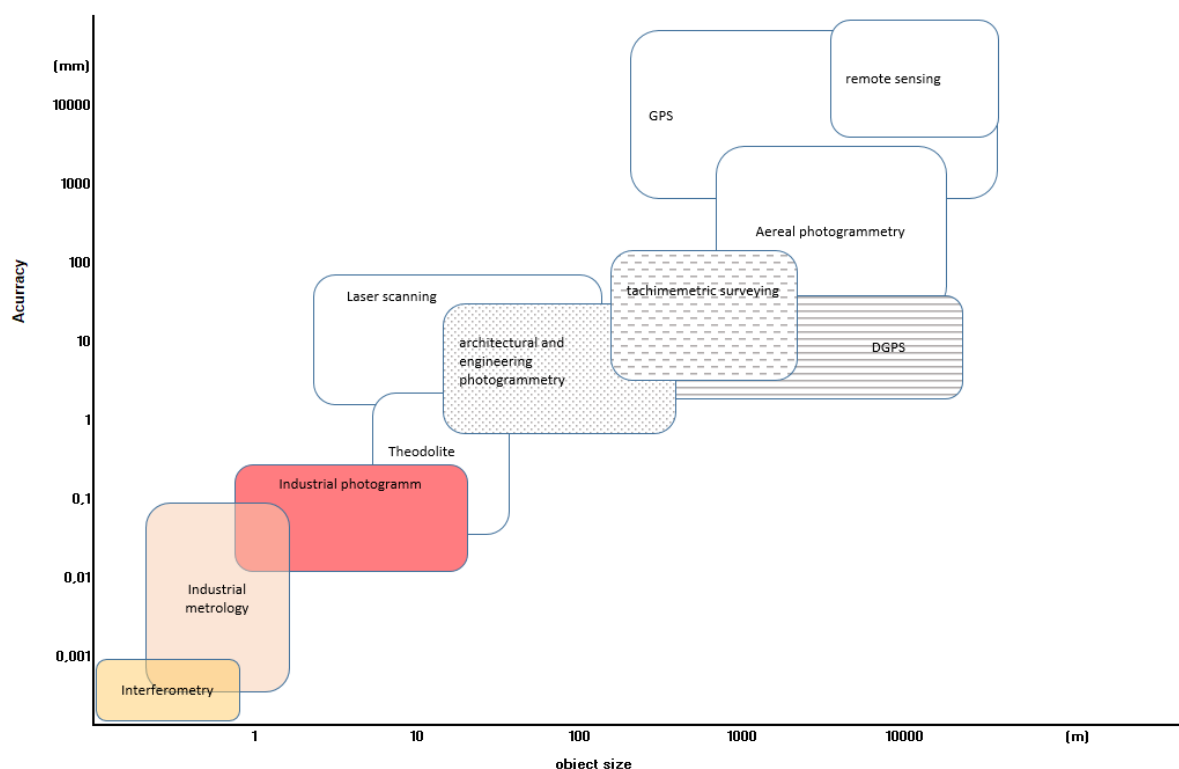 (mm)
10000
1000
100
10
1
0,1
0,01
0,001
Acurracy
remote sensing
GPS
Aereal photogrammetry
tachimemetric surveying
Laser scanning
DGPS
architectural and
engineering
photogrammetry
Theodolite
Industrial photogramm
Industrial
metrology
Interferometry
1
10
100
1000
10000
(m)
object size